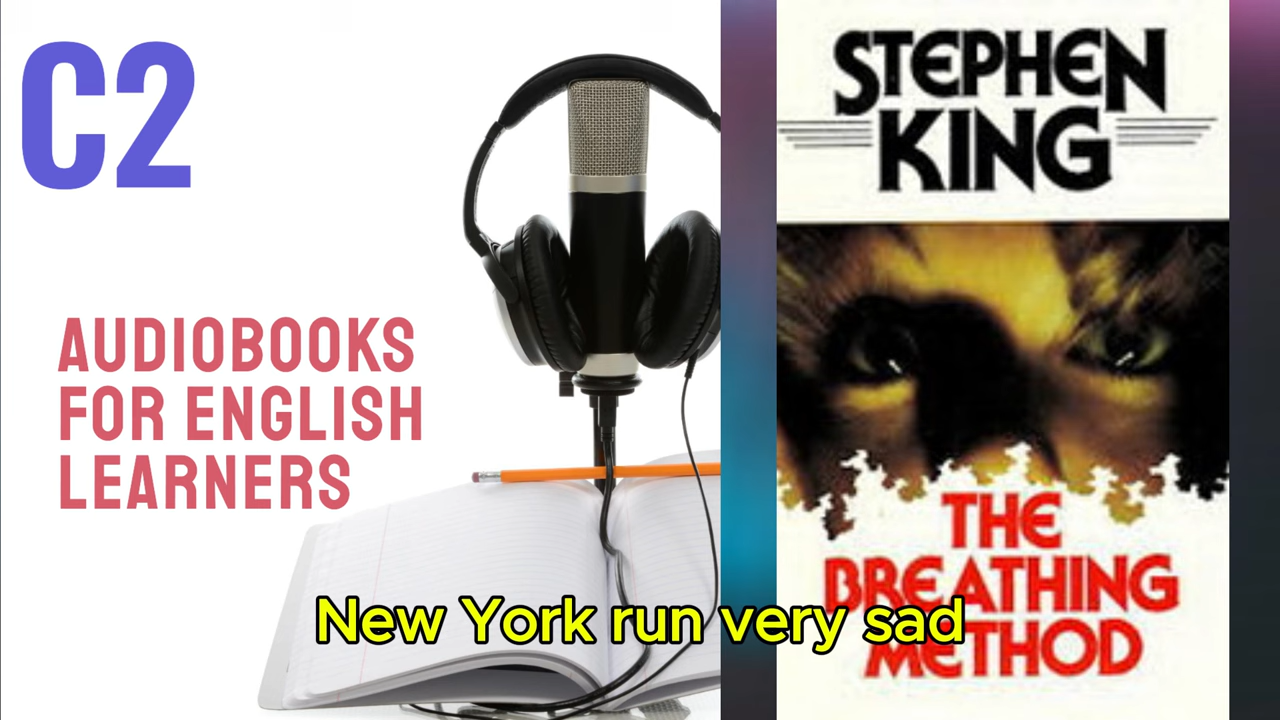 C2
AUDIOBOOKS
FOR ENGLISH
LEARNERS
STEPHEN
KING
THE
BREATHING
METHOD
New York run very sad